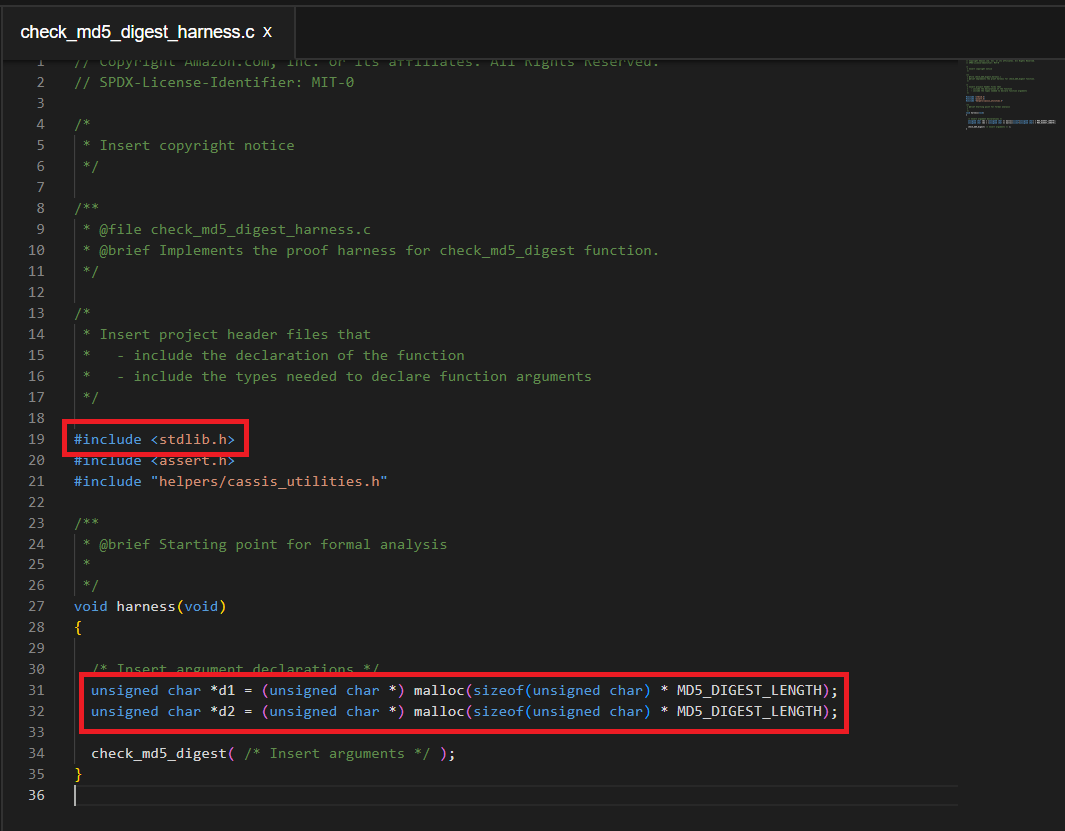 check_md5_digest_harness.c x
1 // Copyright Amazon.com, Inc. or its affiliates. All Rights Reserved.
2 // SPDX-License-Identifier: MIT-0
3
4 /*
5 * Insert copyright notice
6 */
7
8 /**
9 * @file check_md5_digest_harness.c
10 * @brief Implements the proof harness for check_md5_digest function.
11 */
12
13 /*
14 * Insert project header files that
15 * - include the declaration of the function
16 * - include the types needed to declare function arguments
17 */
18
19 #include <stdlib.h>
20 #include <assert.h>
21 #include "helpers/cassis_utilities.h"
22
23 /**
24 * @brief Starting point for formal analysis
25 *
26 */
27 void harness(void)
28 {
29
30 /* Insert argument declarations */
31 unsigned char *d1 = (unsigned char *) malloc(sizeof(unsigned char) * MD5_DIGEST_LENGTH);
32 unsigned char *d2 = (unsigned char *) malloc(sizeof(unsigned char) * MD5_DIGEST_LENGTH);
33
34 check_md5_digest( /* Insert arguments */ );
35 }
36